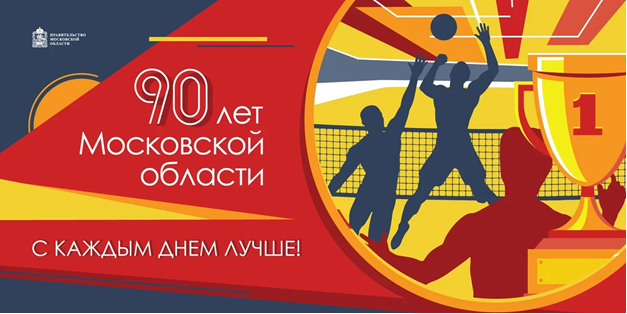 ПРАВИТЕЛЬСТВО
МОСКОВСКОЙ
ОБЛАСТИ
90 лет
Московской
области
С КАЖДЫМ ДНЕМ ЛУЧШЕ!
1